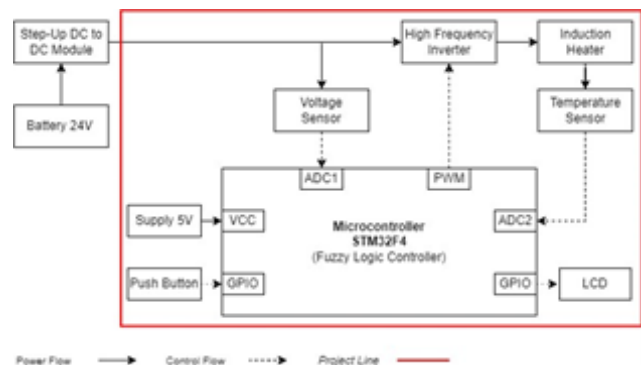 Step-Up DC to
DC Module
High Frequency
Inverter
Induction
Heater
Battery 24V
Voltage
Sensor
Temperature
Sensor
ADC1
PWM
Supply 5V
VCC
Microcontroller
STM32F4
(Fuzzy Logic Controller)
ADC2
Push Button
GPIO
GPIO
LCD
Power Flow
Control Flow
Project Line